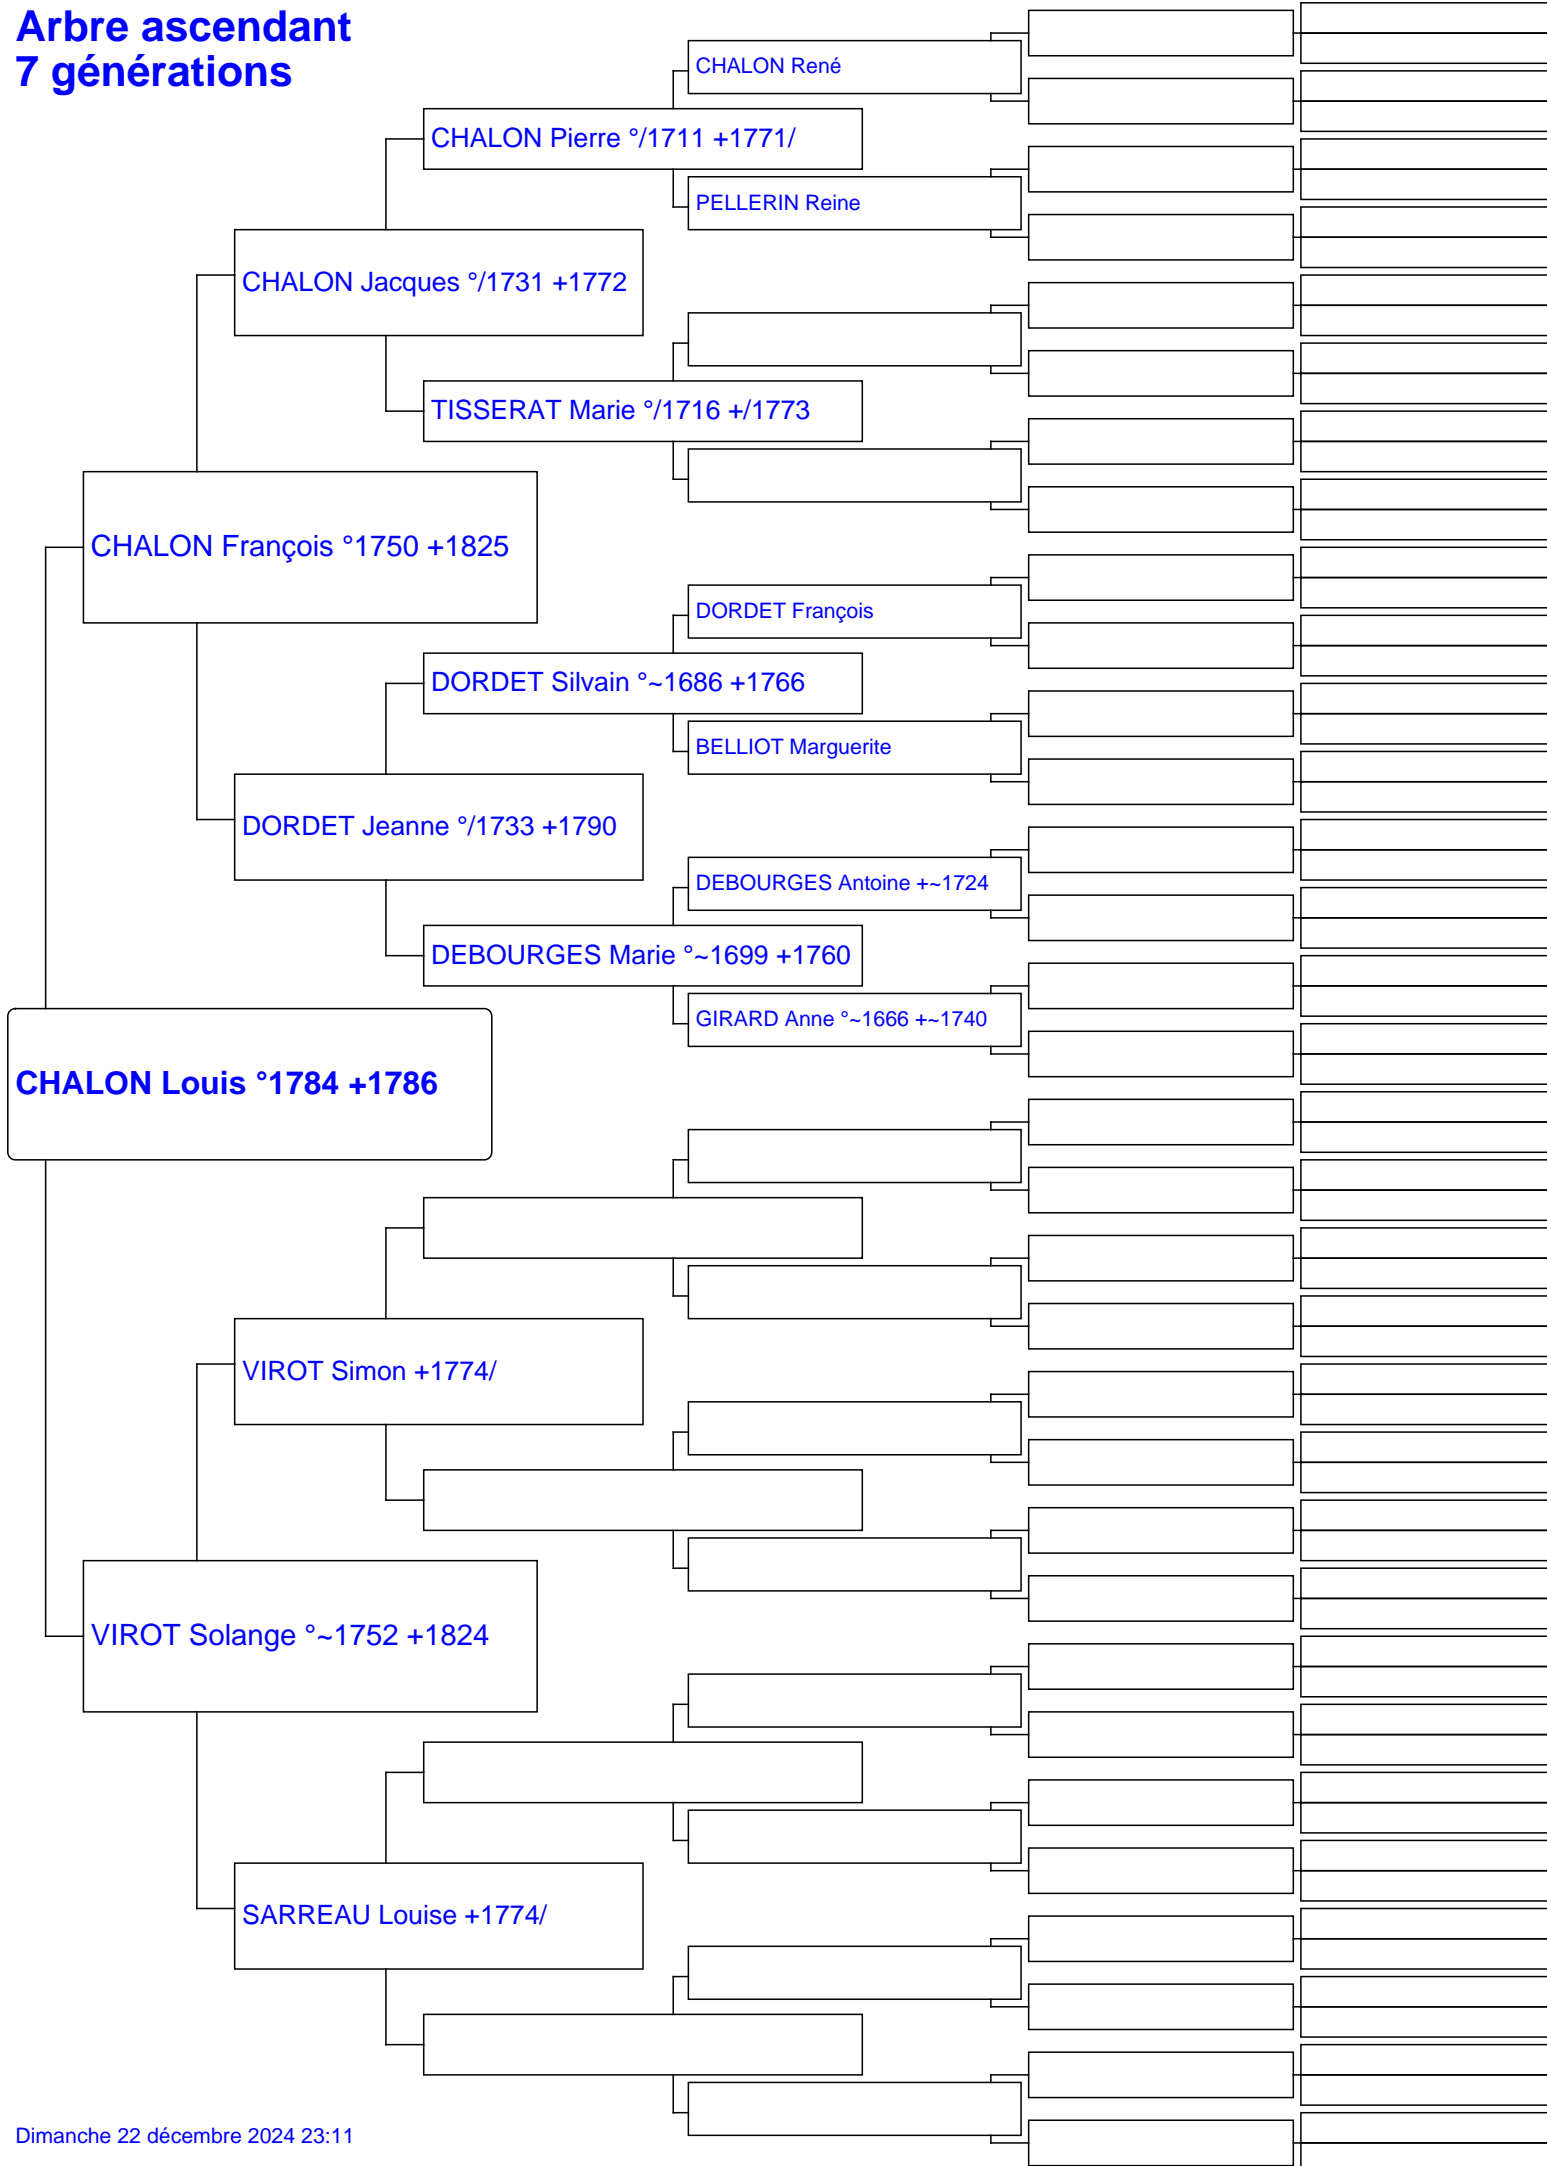 Arbre ascendant
7 générations
CHALON René
CHALON Pierre °/1711 +1771/
PELLERIN Reine
CHALON Jacques °/1731 +1772
TISSERAT Marie °/1716 +/1773
CHALON François °1750 +1825
DORDET François
DORDET Silvain °~1686 +1766
BELLIOT Marguerite
DORDET Jeanne °/1733 +1790
DEBOURGES Antoine +~1724
DEBOURGES Marie °~1699 +1760
GIRARD Anne °~1666 +~1740
CHALON Louis °1784 +1786
VIROT Simon +1774/
VIROT Solange °~1752 +1824
SARREAU Louise +1774/
Dimanche 22 décembre 2024 23:11